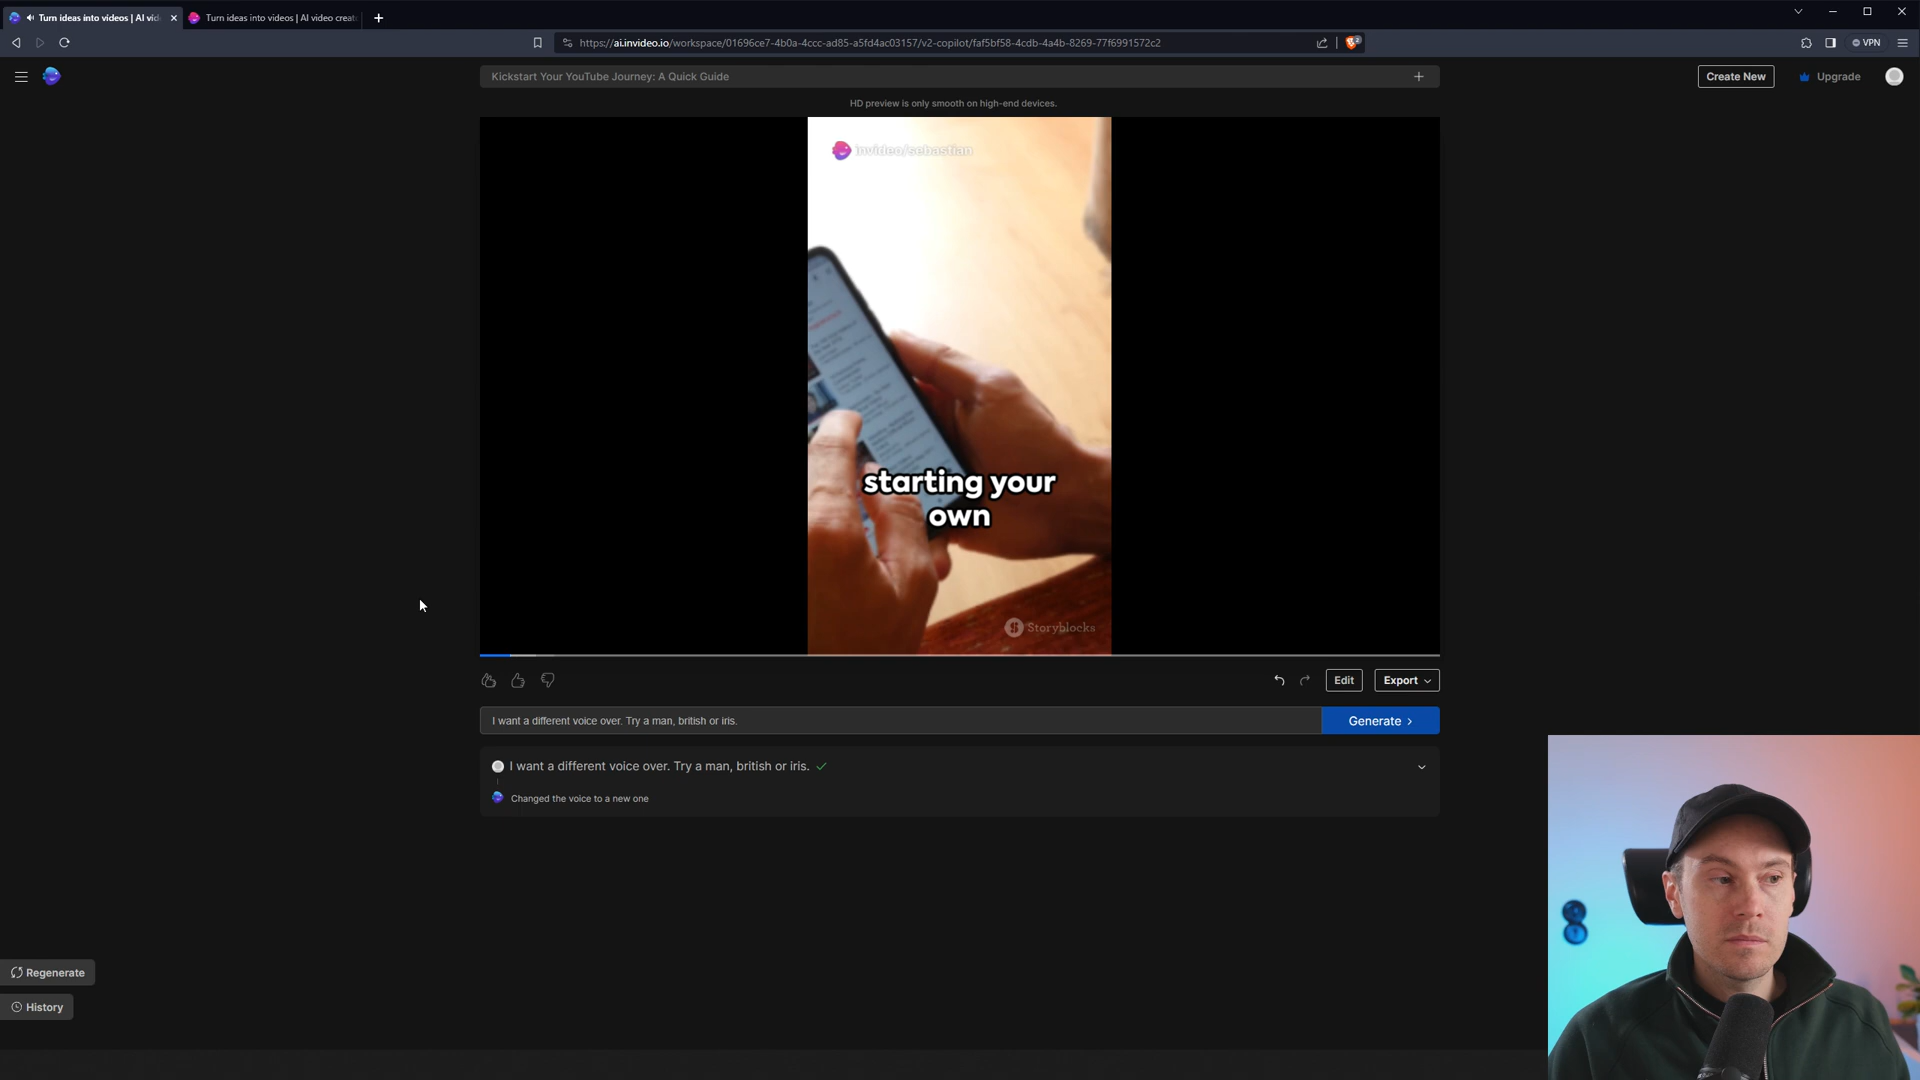 Turn ideas into videos | AI vid
Turn ideas into videos | AI video creat
https://ai.invideo.io/workspace/01696ce7-4b0a-4ccc-ad85-a5fd4ac03157/v2-copilot/faf5bf58-4cdb-4a4b-8269-77f6991572c2
2
VPN
Kickstart Your YouTube Journey: A Quick Guide
Create New
Upgrade
HD preview is only smooth on high-end devices.
invideo/sebastian
starting your
own
Storyblocks
Edit
Export
I want a different voice over. Try a man, british or iris.
Generate
I want a different voice over. Try a man, british or iris.
Changed the voice to a new one
Regenerate
History